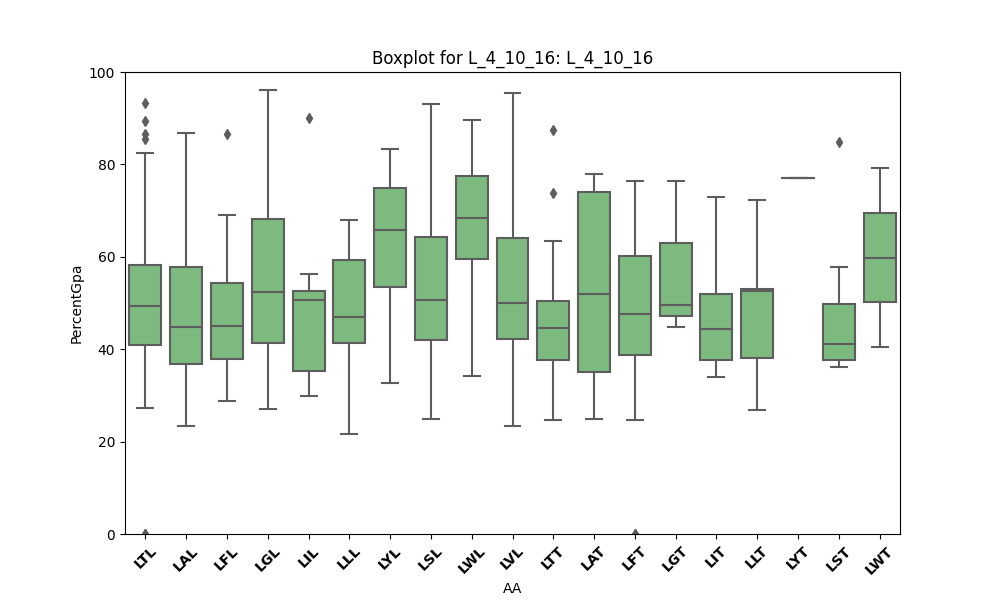 Boxplot for L_4_10_16: L_4_10_16
100
80
60
40
20
0
PercentGpa
LTL LAL LFL LGL LIL LLL LYL LSL LWL LVL LTT LAT LFT LGT LIT LLT LYT LST LWT
AA